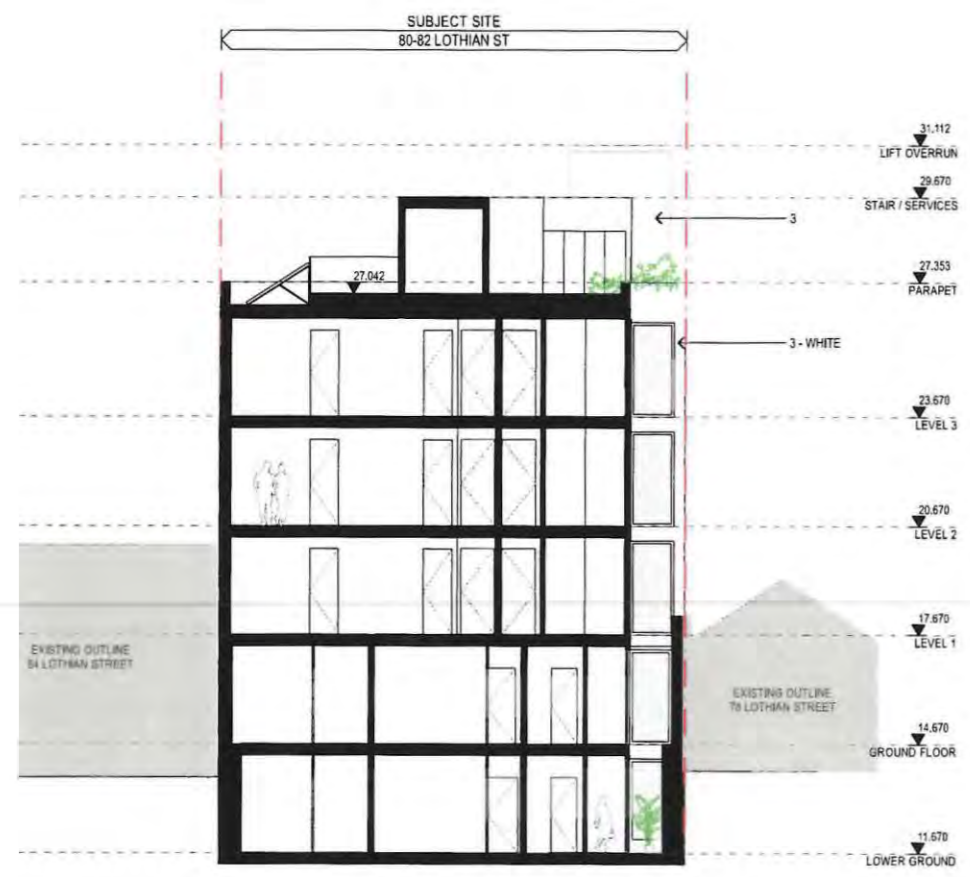 SUBJECT SITE
80-82 LOTHIAN ST
31.112
LIFT OVERRUN
29.670
STAIR / SERVICES
3
27.353
PARAPET
27.042
3 - WHITE
23.670
LEVEL 3
20.670
LEVEL 2
17.670
LEVEL 1
EXISTING OUTLINE
84 LOTHIAN STREET
EXISTING OUTLINE
78 LOTHIAN STREET
14.670
GROUND FLOOR
11.670
LOWER GROUND